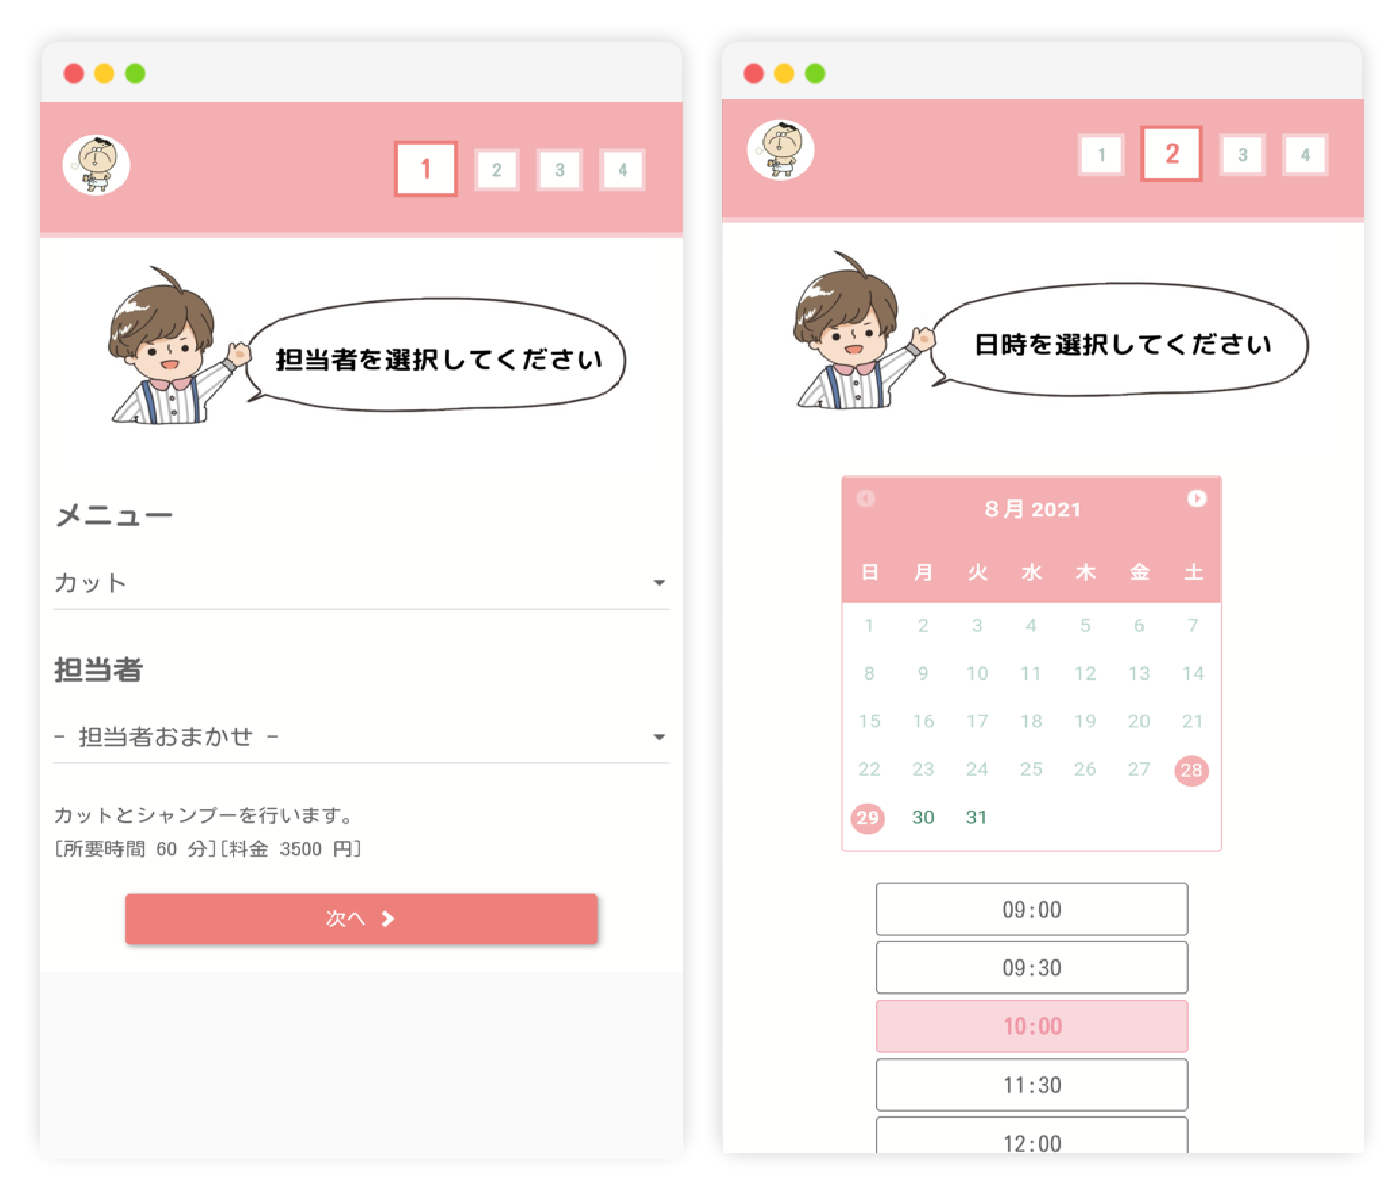 1 2 3 4
担当者を選択してください
メニュー
カット
担当者
- 担当者おまかせ -
カットとシャンプーを行います。
[所要時間 60 分][料金 3500 円]
次へ
1 2 3 4
日時を選択してください
8月 2021
日 月 火 水 木 金 土
1 2 3 4 5 6 7
8 9 10 11 12 13 14
15 16 17 18 19 20 21
22 23 24 25 26 27 28
29 30 31
09:00
09:30
10:00
11:30
12:00